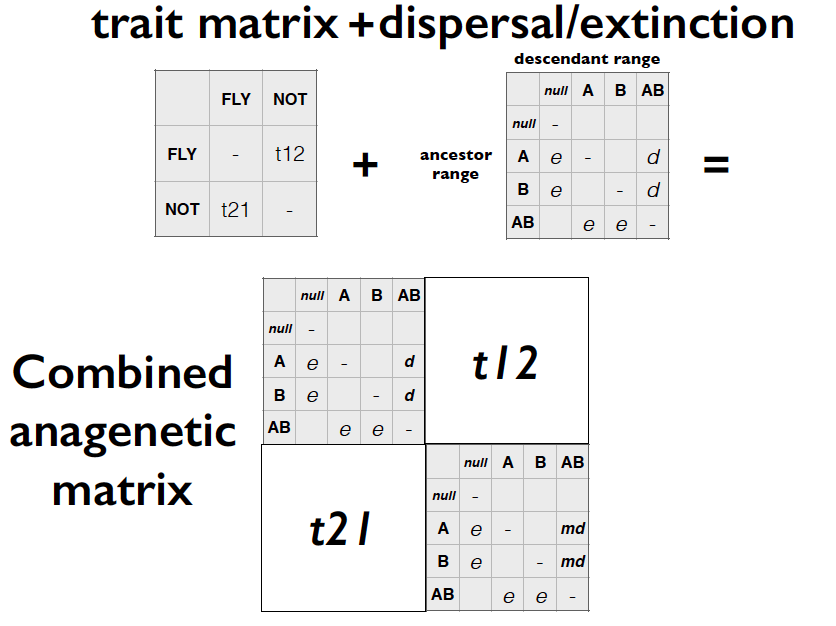 trait matrix + dispersal/extinction
descendant range
FLY NOT
FLY - t12
NOT t21 -
+
ancestor
range
null A B AB
null -
A e - d
B e - d
AB e e -
=
Combined
anagenetic
matrix
null A B AB
null -
A e - d
B e - d
AB e e -
t12
t21
null A B AB
null -
A e - md
B e - md
AB e e -